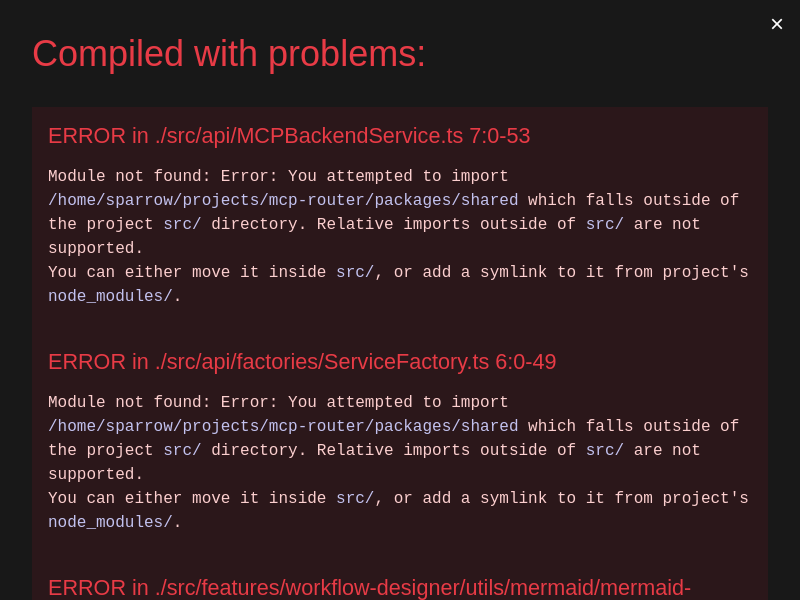 ×
Compiled with problems:
ERROR in ./src/api/MCPBackendService.ts 7:0-53
Module not found: Error: You attempted to import
/home/sparrow/projects/mcp-router/packages/shared which falls outside of
the project src/ directory. Relative imports outside of src/ are not
supported.
You can either move it inside src/, or add a symlink to it from project's
node_modules/.
ERROR in ./src/api/factories/ServiceFactory.ts 6:0-49
Module not found: Error: You attempted to import
/home/sparrow/projects/mcp-router/packages/shared which falls outside of
the project src/ directory. Relative imports outside of src/ are not
supported.
You can either move it inside src/, or add a symlink to it from project's
node_modules/.
ERROR in ./src/features/workflow-designer/utils/mermaid/mermaid-